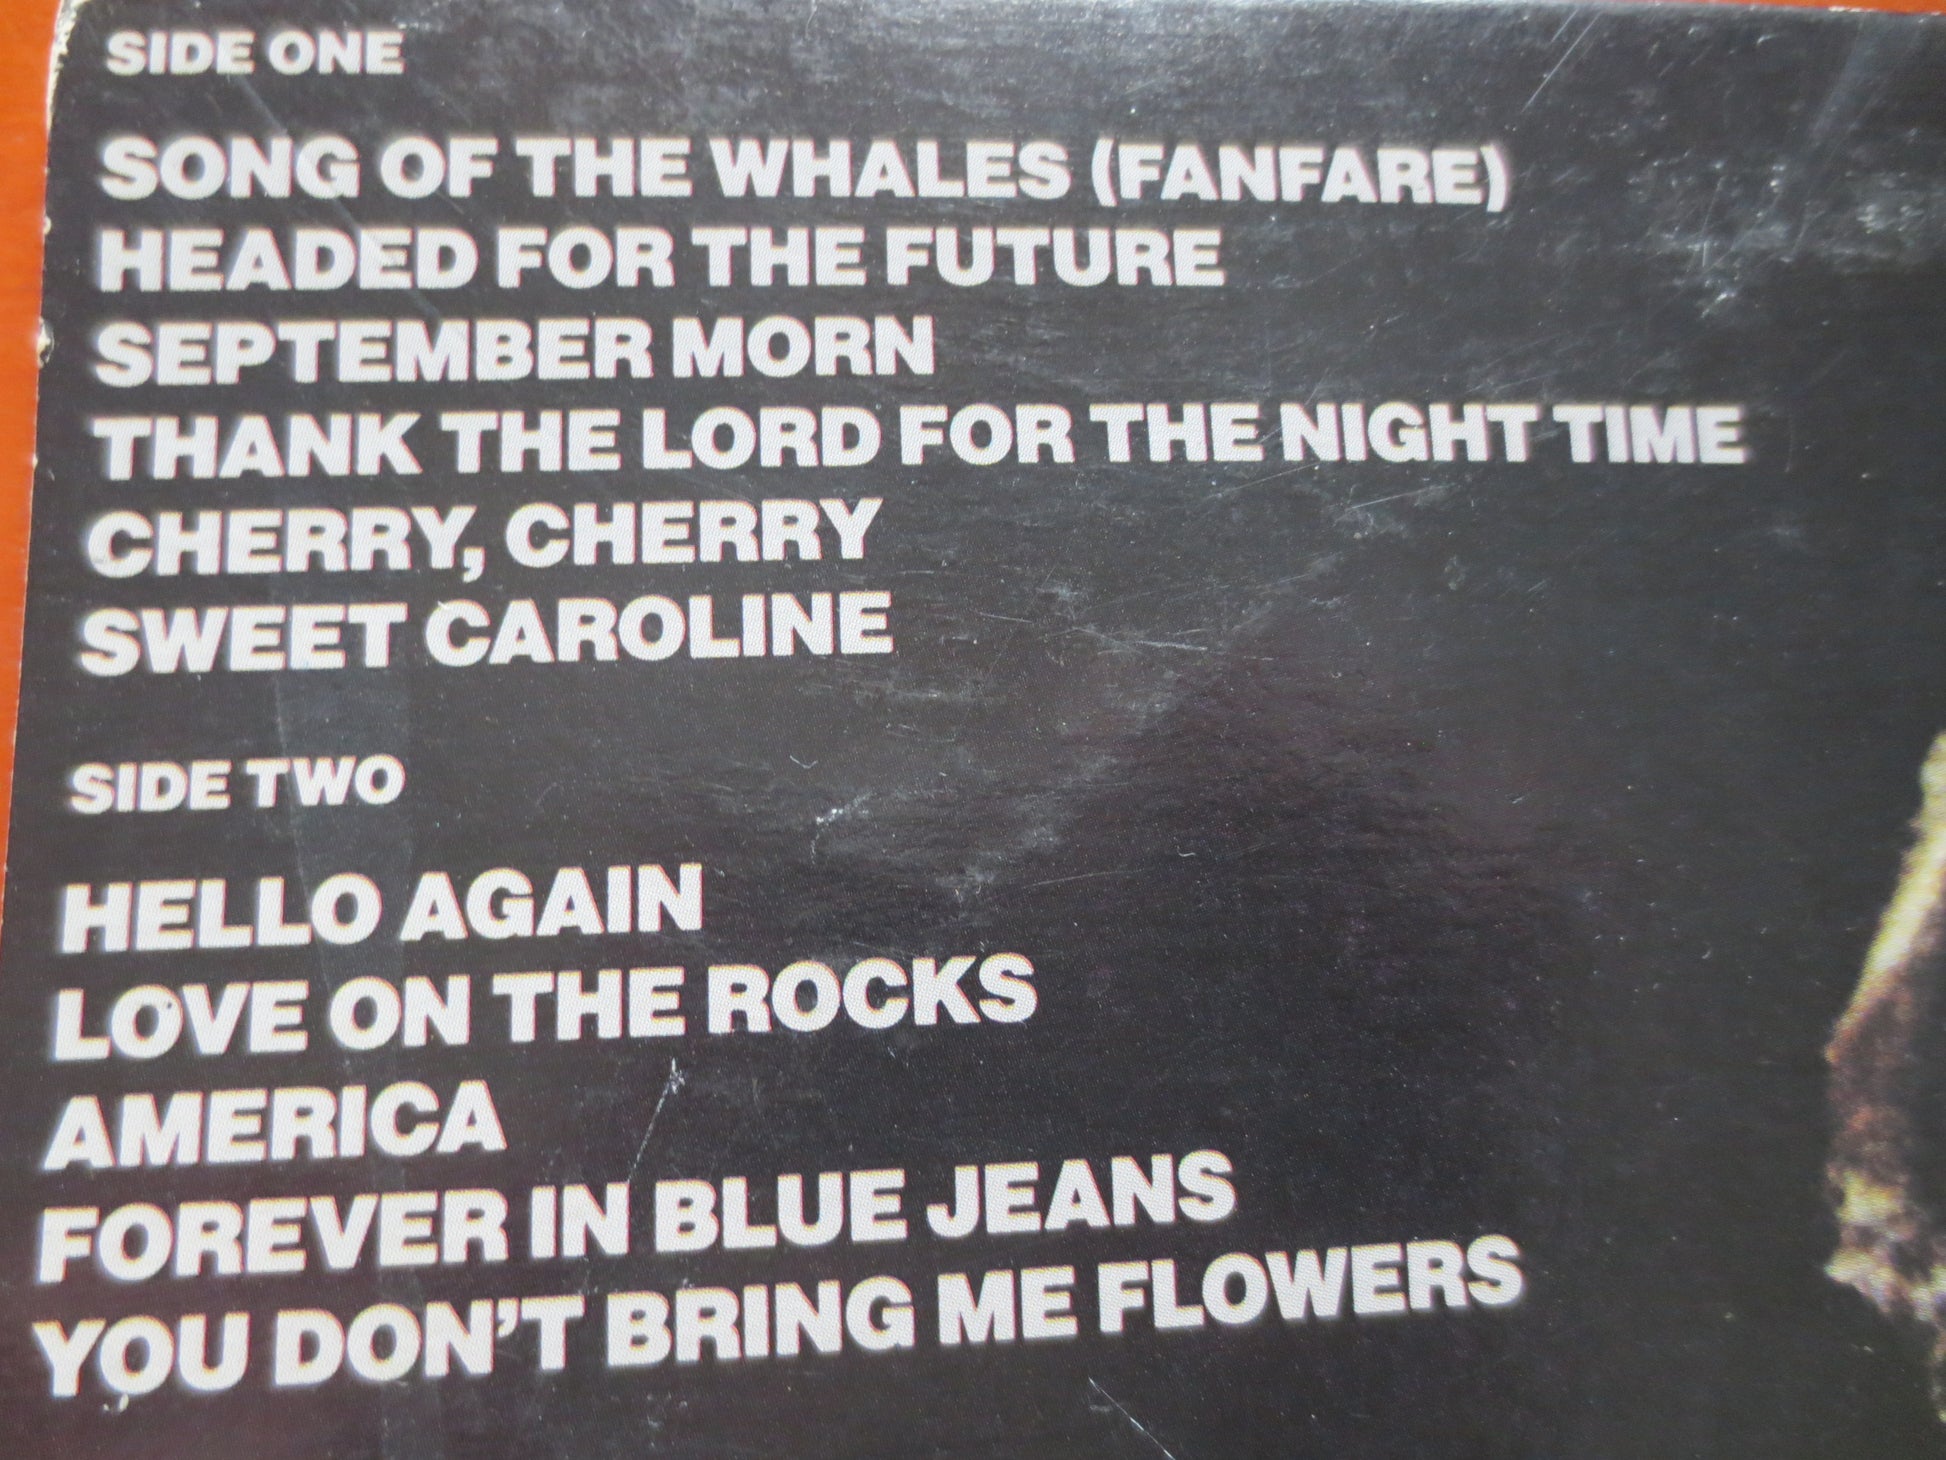 SIDE ONE
SONG OF THE WHALES (FANFARE)
HEADED FOR THE FUTURE
SEPTEMBER MORN
THANK THE LORD FOR THE NIGHT TIME
CHERRY, CHERRY
SWEET CAROLINE
SIDE TWO
HELLO AGAIN
LOVE ON THE ROCKS
AMERICA
FOREVER IN BLUE JEANS
YOU DON'T BRING ME FLOWERS